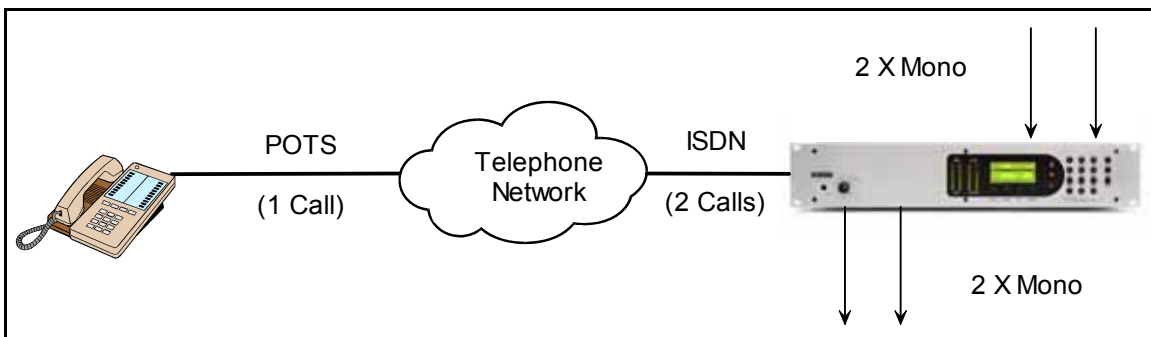 2 X Mono
POTS
ISDN
Telephone
Network
(1 Call)
(2 Calls)
2 X Mono